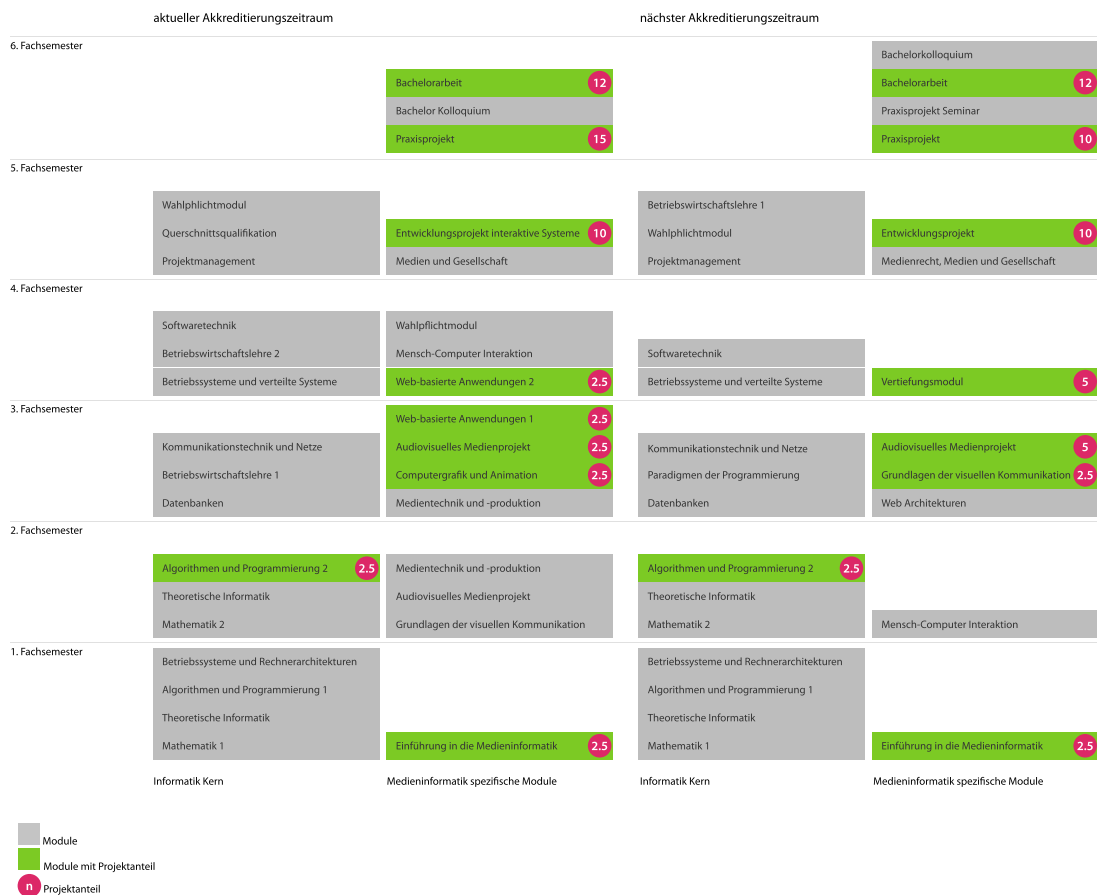 aktueller Akkreditierungszeitraum
nächster Akkreditierungszeitraum
6. Fachsemester
Bachelorkolloquium
Bachelorarbeit 12
Bachelorarbeit 12
Bachelor Kolloquium
Praxisprojekt Seminar
Praxisprojekt 15
Praxisprojekt 10
5. Fachsemester
Wahlphlichtmodul
Betriebswirtschaftslehre 1
Querschnittsqualifikation
Entwicklungsprojekt interaktive Systeme 10
Wahlphlichtmodul
Entwicklungsprojekt 10
Projektmanagement
Medien und Gesellschaft
Projektmanagement
Medienrecht, Medien und Gesellschaft
4. Fachsemester
Softwaretechnik
Wahlpflichtmodul
Betriebswirtschaftslehre 2
Mensch-Computer Interaktion
Softwaretechnik
Betriebssysteme und verteilte Systeme
Web-basierte Anwendungen 2 2.5
Betriebssysteme und verteilte Systeme
Vertiefungsmodul 5
3. Fachsemester
Web-basierte Anwendungen 1 2.5
Kommunikationstechnik und Netze
Audiovisuelles Medienprojekt 2.5
Kommunikationstechnik und Netze
Audiovisuelles Medienprojekt 5
Betriebswirtschaftslehre 1
Computergrafik und Animation 2.5
Paradigmen der Programmierung
Grundlagen der visuellen Kommunikation 2.5
Datenbanken
Medientechnik und -produktion
Datenbanken
Web Architekturen
2. Fachsemester
Algorithmen und Programmierung 2 2.5
Medientechnik und -produktion
Algorithmen und Programmierung 2 2.5
Theoretische Informatik
Audiovisuelles Medienprojekt
Theoretische Informatik
Mathematik 2
Grundlagen der visuellen Kommunikation
Mathematik 2
Mensch-Computer Interaktion
1. Fachsemester
Betriebssysteme und Rechnerarchitekturen
Betriebssysteme und Rechnerarchitekturen
Algorithmen und Programmierung 1
Algorithmen und Programmierung 1
Theoretische Informatik
Theoretische Informatik
Mathematik 1
Einführung in die Medieninformatik 2.5
Mathematik 1
Einführung in die Medieninformatik 2.5
Informatik Kern
Medieninformatik spezifische Module
Informatik Kern
Medieninformatik spezifische Module
Module
Module mit Projektanteil
n Projektanteil